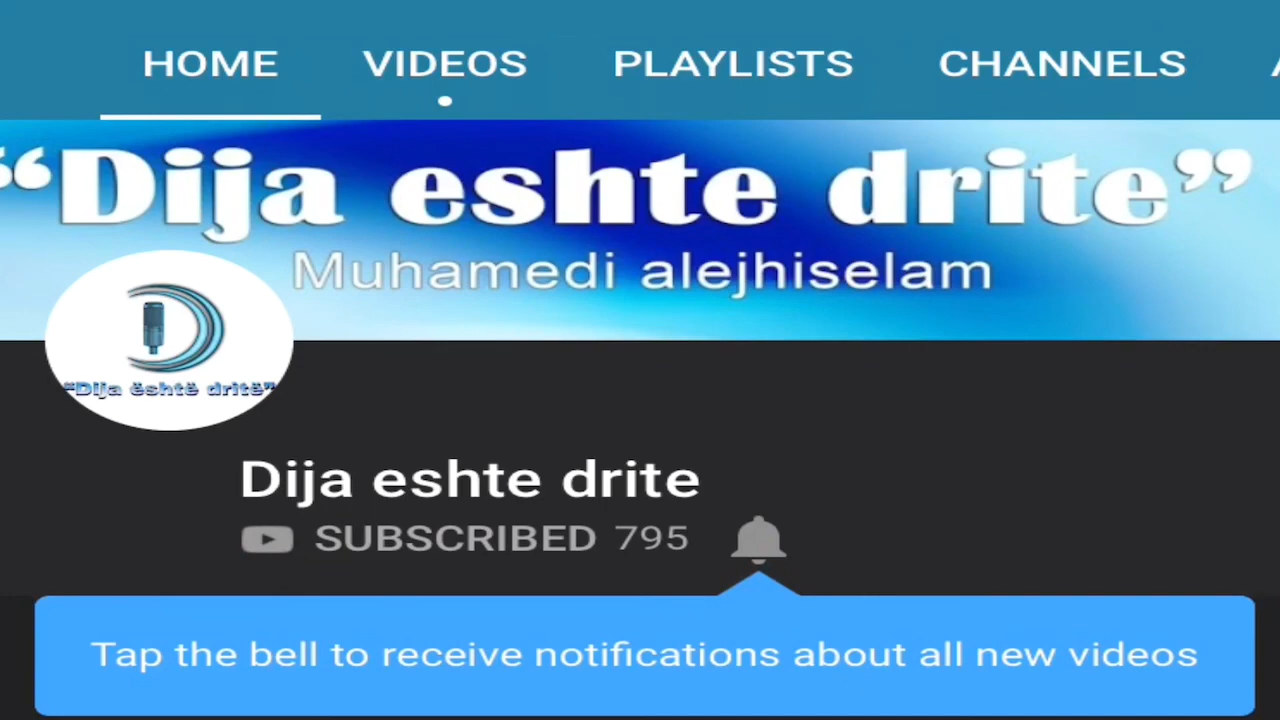 HOME VIDEOS PLAYLISTS CHANNELS
“Dija eshte drite”
Muhamedi alejhiselam
“Dija është dritë”
Dija eshte drite
SUBSCRIBED 795
Tap the bell to receive notifications about all new videos